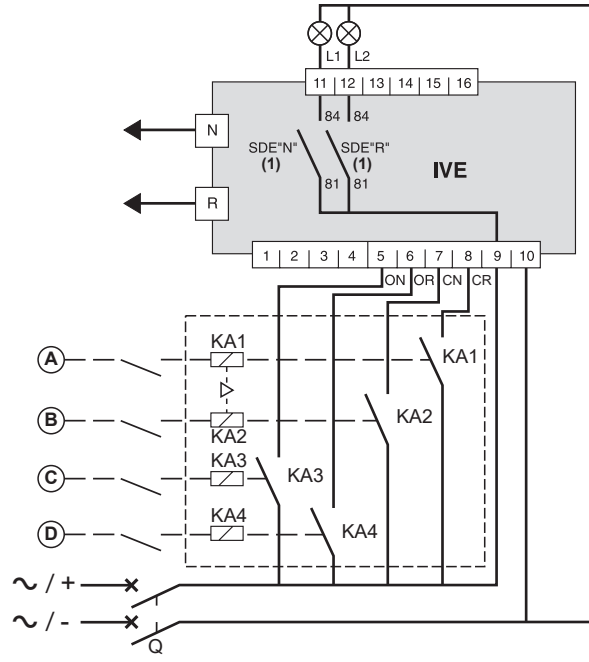 L1 L2
11 12 13 14 15 16
84 84
N
SDE"N" SDE"R"
(1) (1)
IVE
81 81
R
1 2 3 4 5 6 7 8 9 10
ON OR CN CR
A
KA1
KA1
B
KA2
KA2
C
KA3
KA3
D
KA4
KA4
~ / +
~ / -
Q